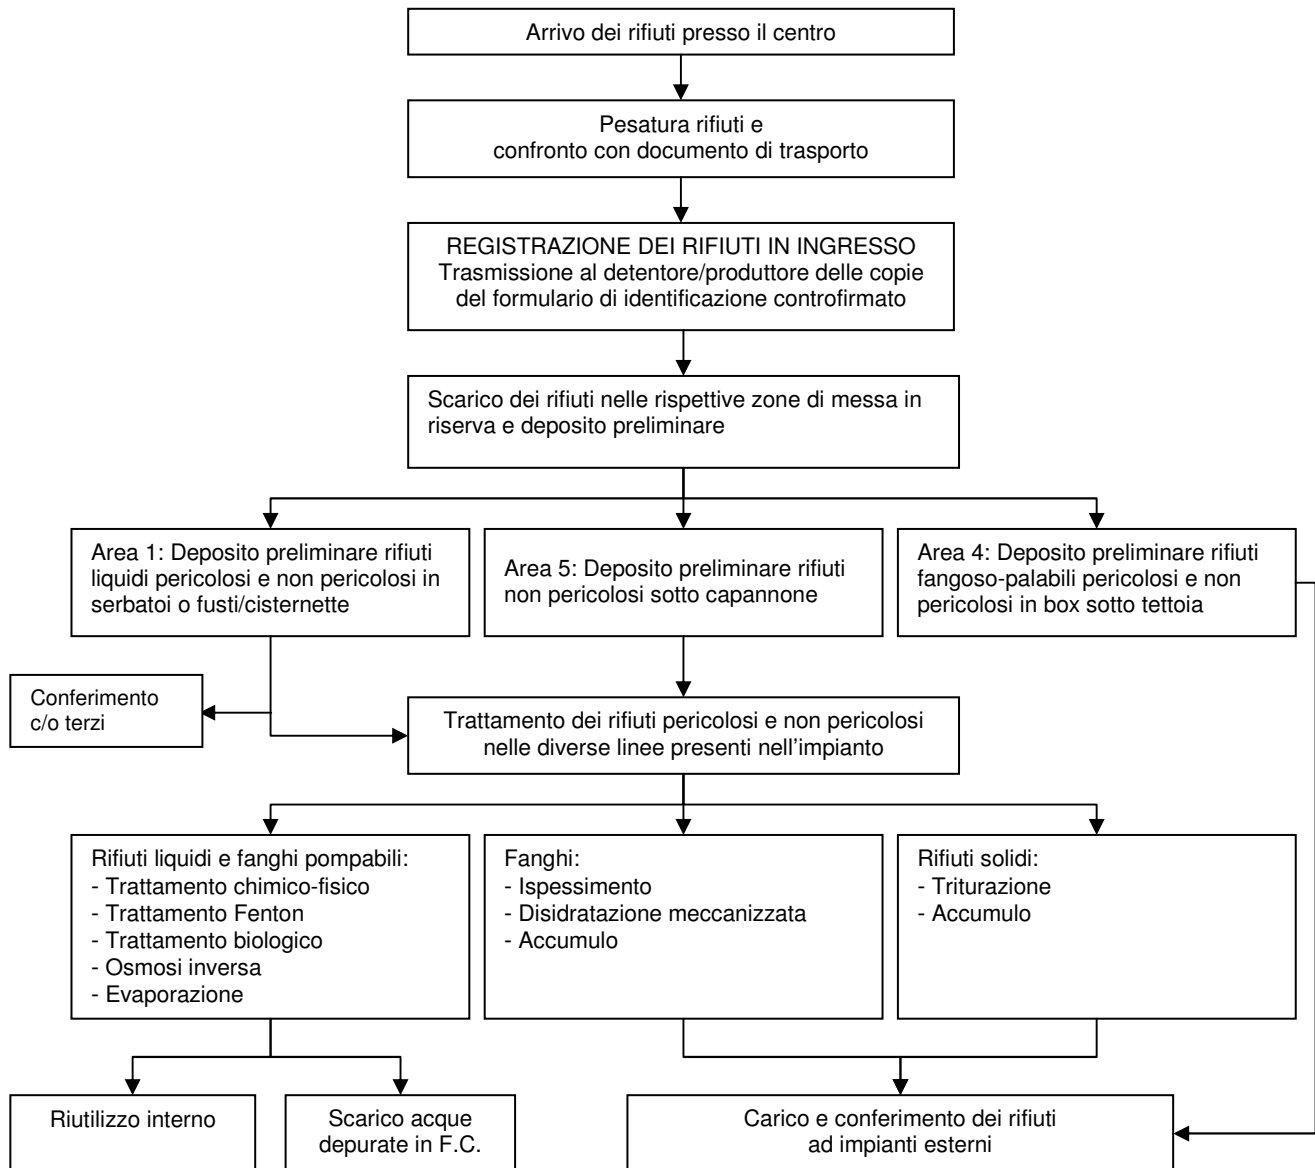 Arrivo dei rifiuti presso il centro
Pesatura rifiuti e
confronto con documento di trasporto
REGISTRAZIONE DEI RIFIUTI IN INGRESSO
Trasmissione al detentore/produttore delle copie
del formulario di identificazione controfirmato
Scarico dei rifiuti nelle rispettive zone di messa in
riserva e deposito preliminare
Area 1: Deposito preliminare rifiuti
liquidi pericolosi e non pericolosi in
serbatoi o fusti/cisternette
Area 5: Deposito preliminare rifiuti
non pericolosi sotto capannone
Area 4: Deposito preliminare rifiuti
fangoso-palabili pericolosi e non
pericolosi in box sotto tettoia
Conferimento
c/o terzi
Trattamento dei rifiuti pericolosi e non pericolosi
nelle diverse linee presenti nell'impianto
Rifiuti liquidi e fanghi pompabili:
- Trattamento chimico-fisico
- Trattamento Fenton
- Trattamento biologico
- Osmosi inversa
- Evaporazione
Fanghi:
- Ispessimento
- Disidratazione meccanizzata
- Accumulo
Rifiuti solidi:
- Triturazione
- Accumulo
Riutilizzo interno
Scarico acque
depurate in F.C.
Carico e conferimento dei rifiuti
ad impianti esterni